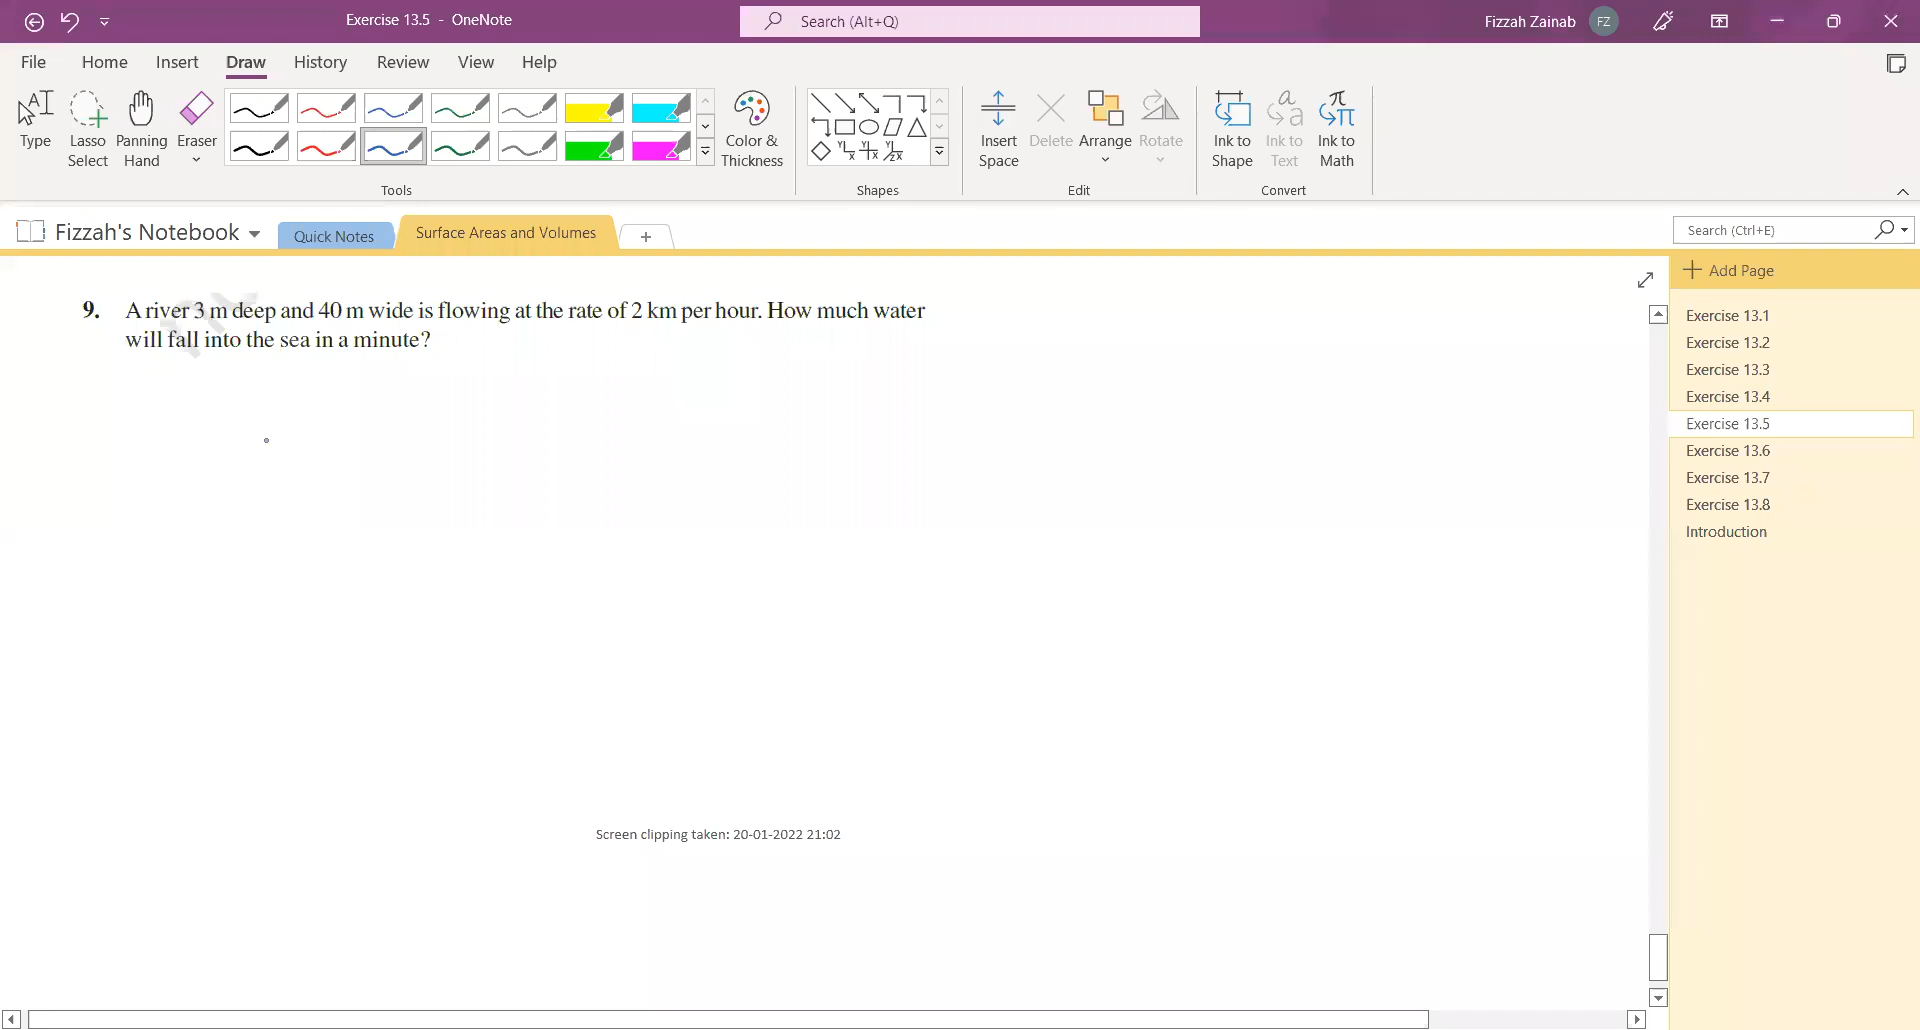 Exercise 13.5 - OneNote
Search (Alt+Q)
Fizzah Zainab
FZ
File
Home
Insert
Draw
History
Review
View
Help
Type
Lasso Select
Panning Hand
Eraser
Color & Thickness
Insert Space
Delete
Arrange
Rotate
Ink to Shape
Ink to Text
Ink to Math
Tools
Shapes
Edit
Convert
Fizzah's Notebook
Quick Notes
Surface Areas and Volumes
Search (Ctrl+E)
Add Page
9. A river 3 m deep and 40 m wide is flowing at the rate of 2 km per hour. How much water
will fall into the sea in a minute?
Exercise 13.1
Exercise 13.2
Exercise 13.3
Exercise 13.4
Exercise 13.5
Exercise 13.6
Exercise 13.7
Exercise 13.8
Introduction
Screen clipping taken: 20-01-2022 21:02